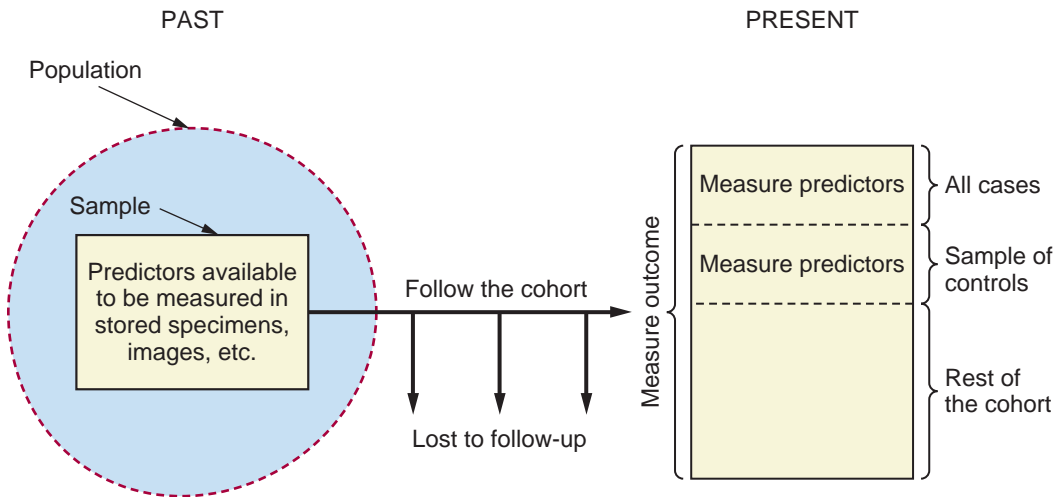 PAST
PRESENT
Population
Sample
Predictors available
to be measured in
stored specimens,
images, etc.
Follow the cohort
Lost to follow-up
Measure outcome
Measure predictors
All cases
Measure predictors
Sample of
controls
Rest of
the cohort